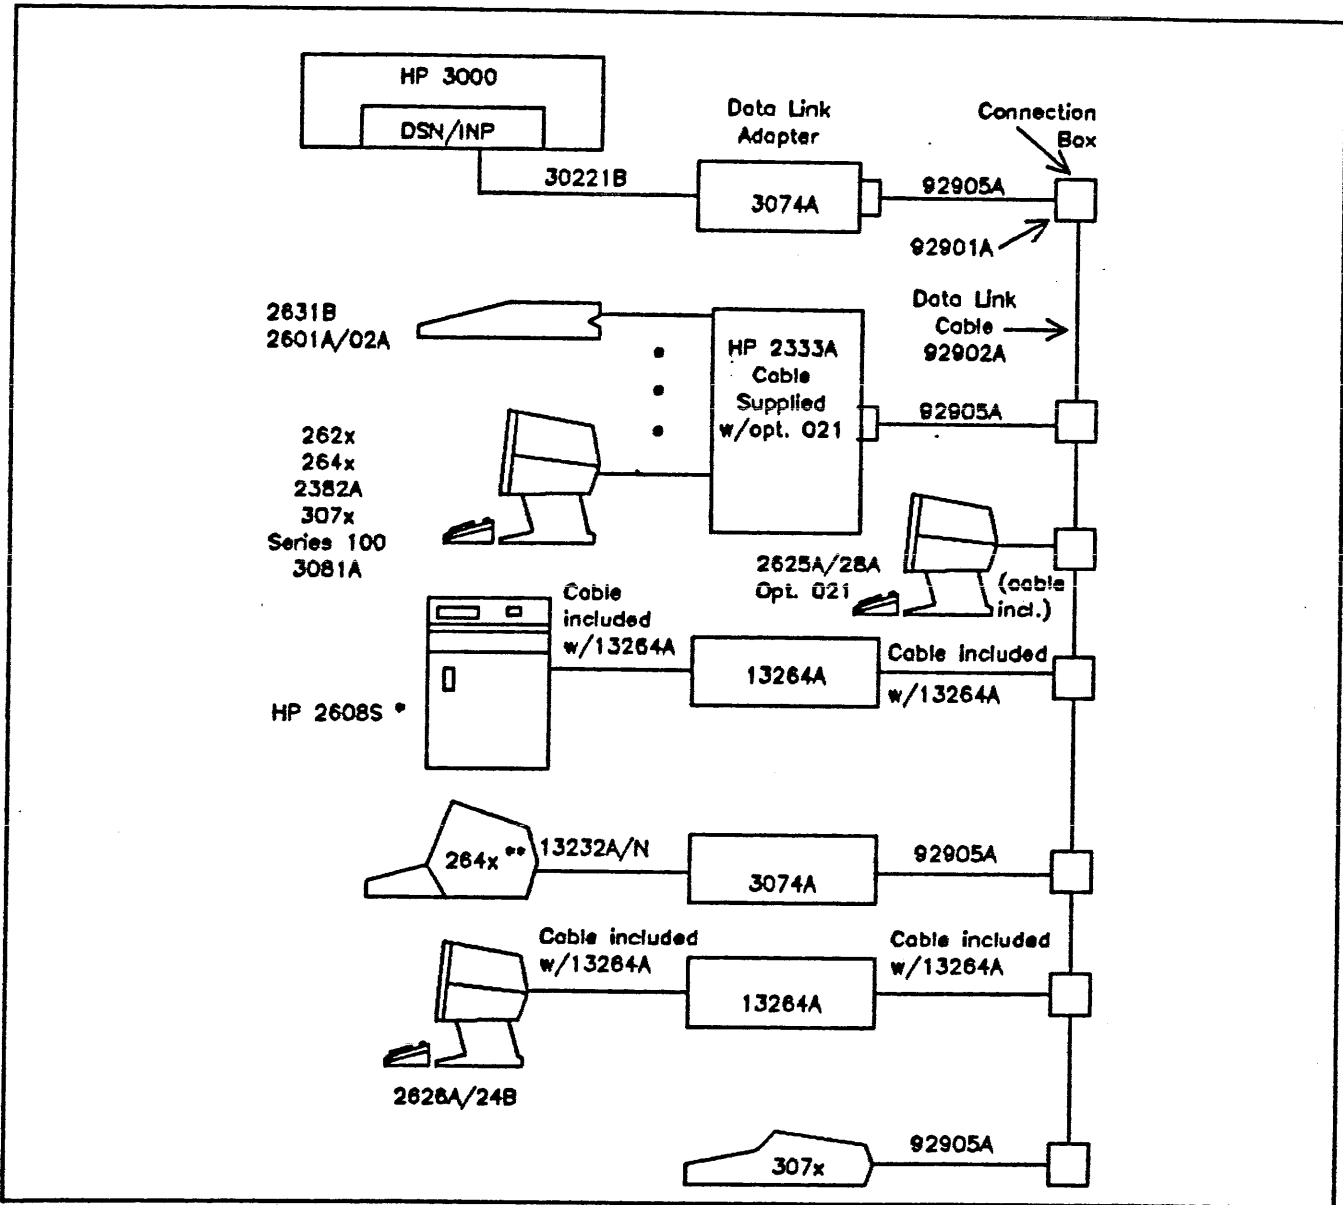 HP 3000
DSN/INP
30221B
Data Link
Adapter
3074A
92905A
Connection
Box
92901A
2631B
2601A/02A
HP 2333A
Cable
Supplied
w/opt. 021
Data Link
Cable
92902A
92905A
262x
264x
2382A
307x
Series 100
3081A
2625A/28A
Opt. 021
(cable
incl.)
Cable
included
w/13264A
13264A
Cable included
w/13264A
HP 2608S *
264x **
13232A/N
3074A
92905A
Cable included
w/13264A
13264A
Cable included
w/13264A
2626A/24B
307x
92905A